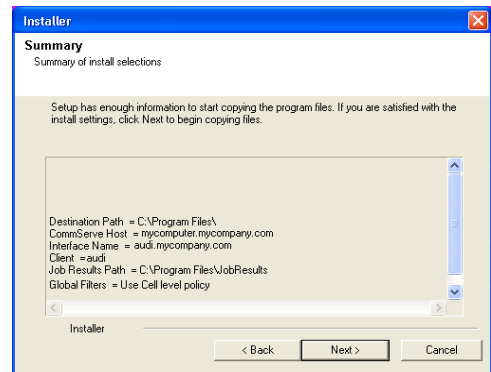 Installer
Summary
Summary of install selections
Setup has enough information to start copying the program files. If you are satisfied with the
install settings, click Next to begin copying files.
Destination Path = C:\Program Files\
CommServe Host = mycomputer.mycompany.com
Interface Name = audi.mycompany.com
Client =audi
Job Results Path = C:\Program Files\JobResults
Global Filters = Use Cell level policy
Installer
< Back Next > Cancel